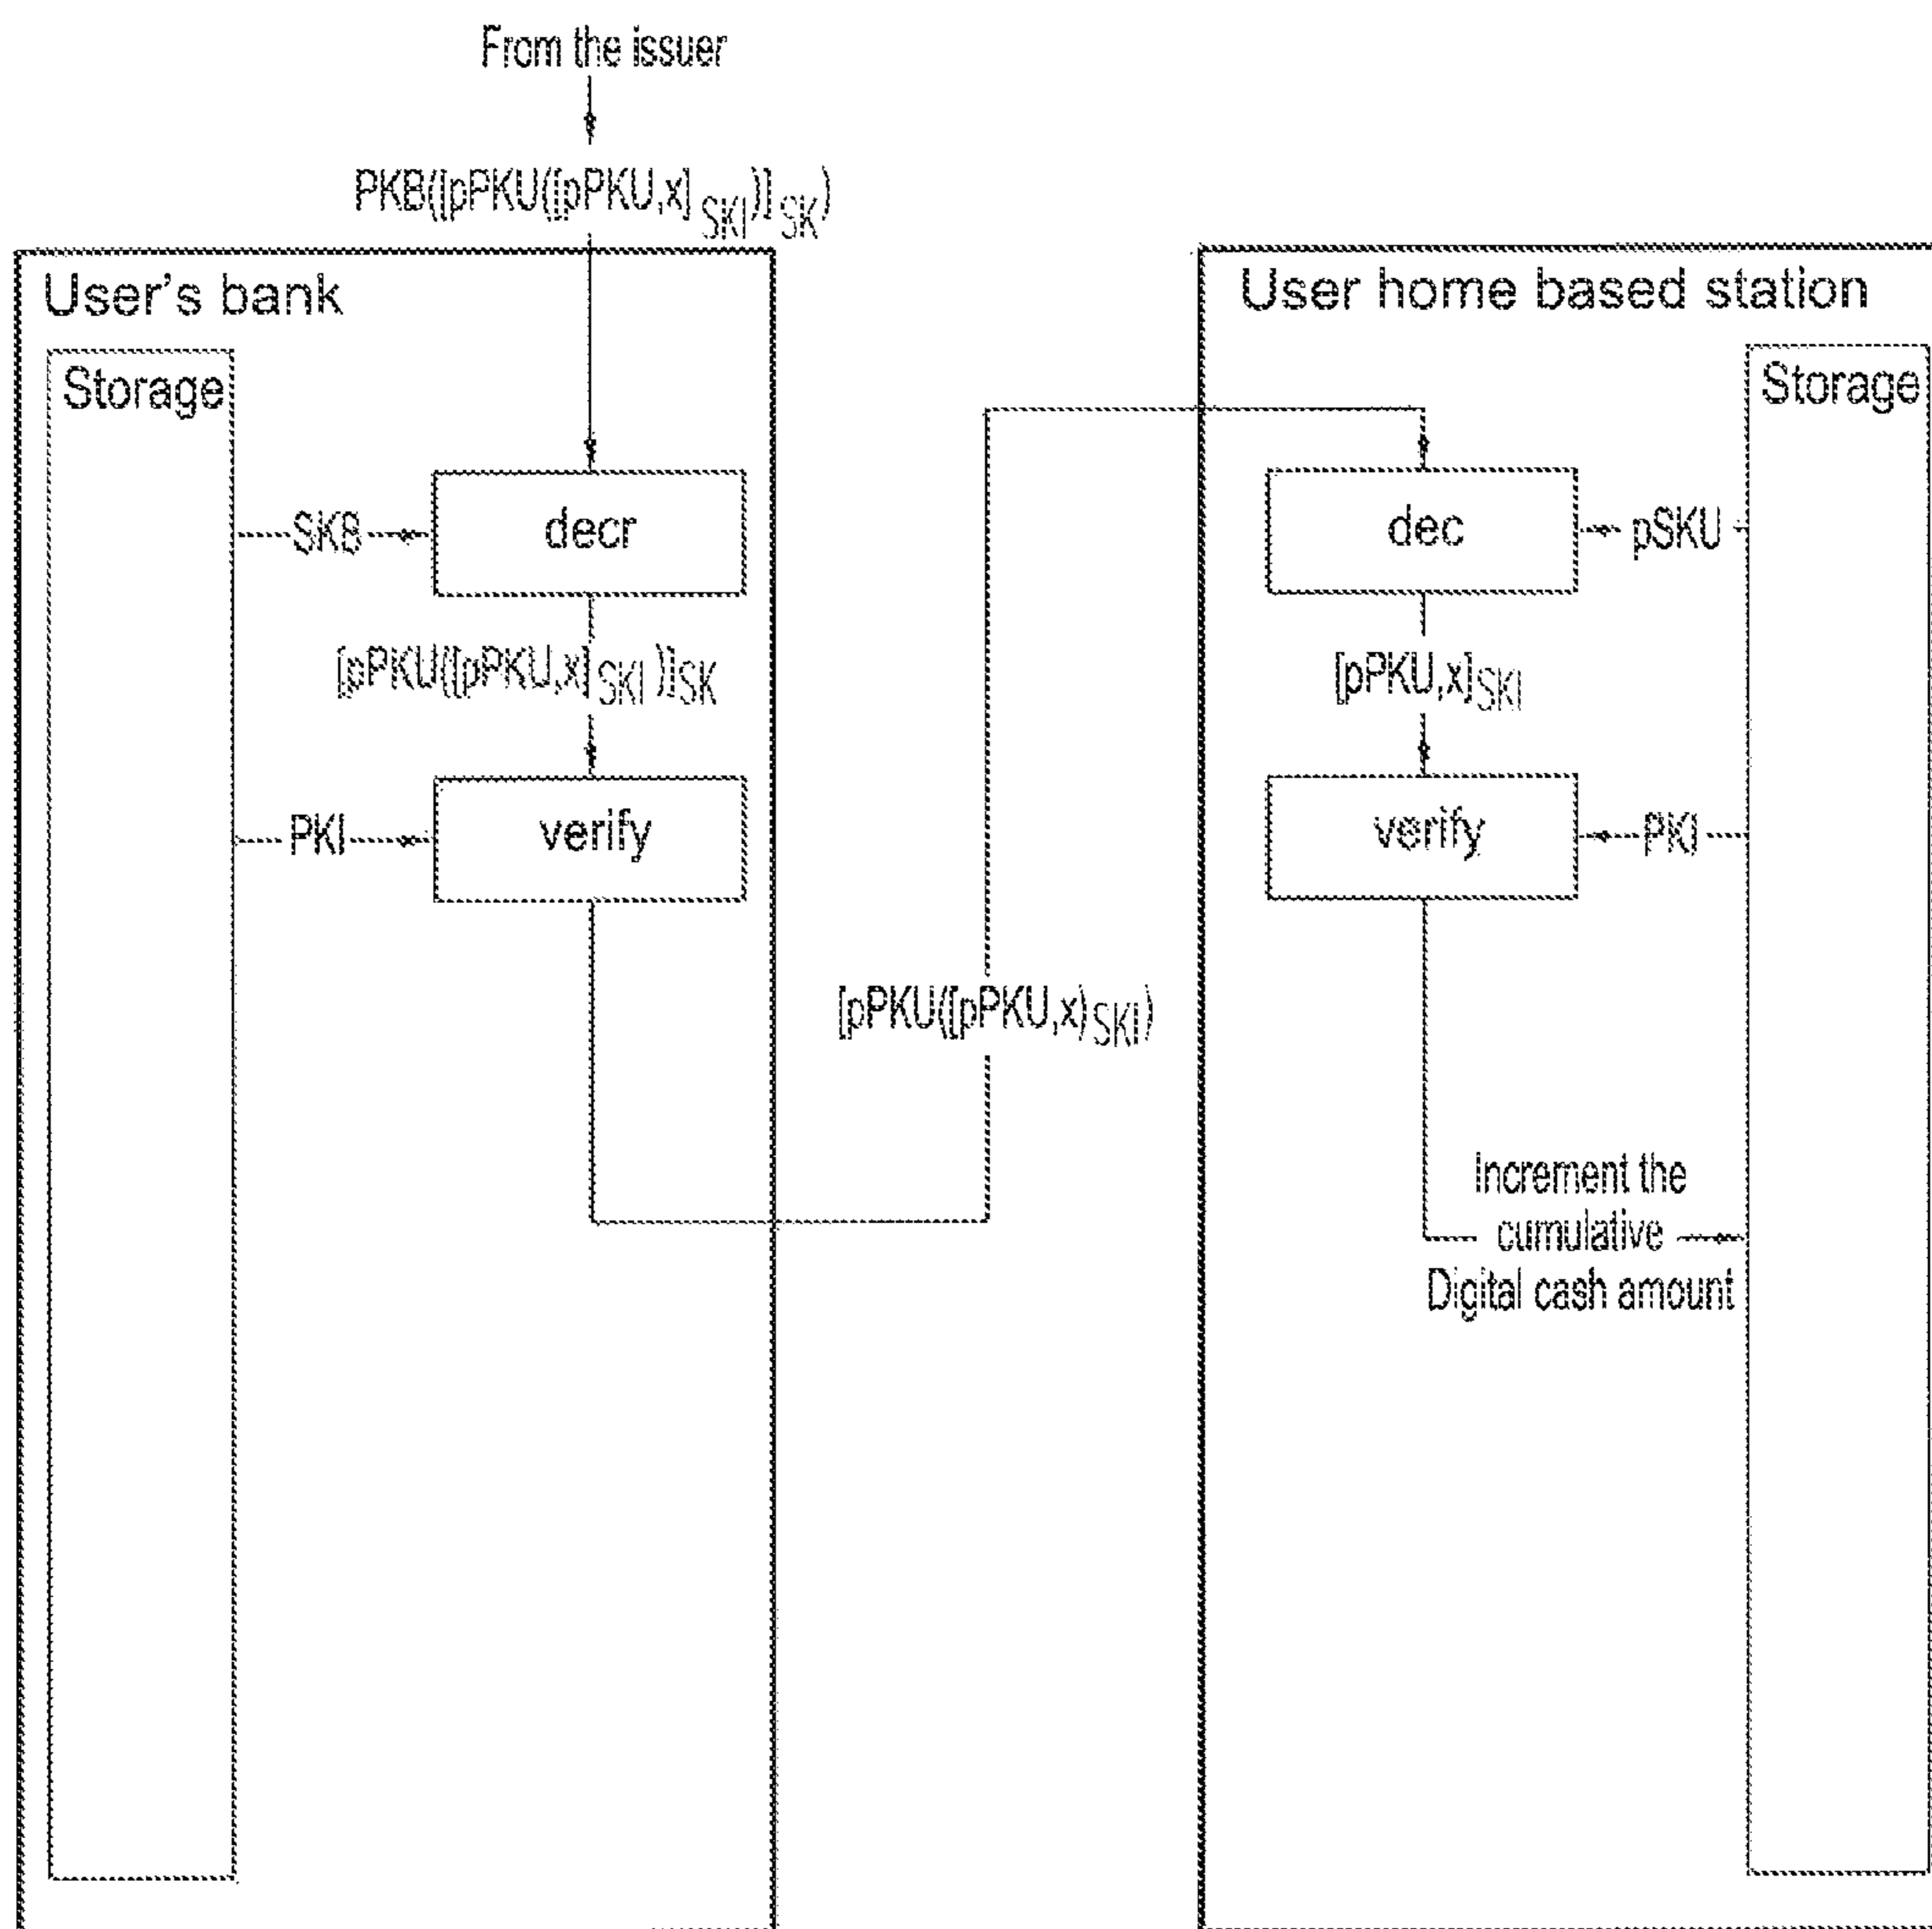 From the issuer
PKB([pPKU([pPKU,x]SKI)]SK)
User's bank
Storage
SKB
decr
[pPKU([pPKU,x]SKI)]SK
PKI
verify
[pPKU([pPKU,x)SKI)
User home based station
Storage
dec
pSKU
[pPKU,x]SKI
verify
PKI
Increment the
cumulative
Digital cash amount